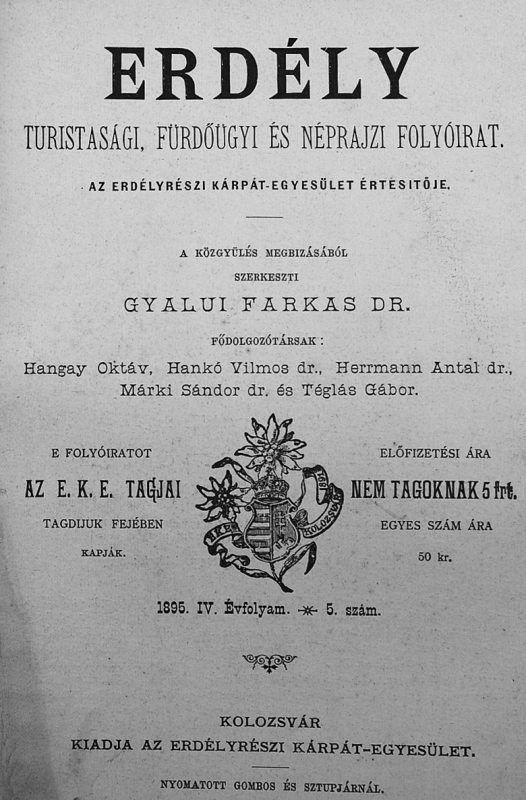 ERDÉLY
TURISTASÁGI, FÜRDŐÜGYI ÉS NÉPRAJZI FOLYÓIRAT.
AZ ERDÉLYRÉSZI KÁRPÁT-EGYESÜLET ÉRTESITŐJE.
A KÖZGYÜLÉS MEGBIZÁSÁBÓL
SZERKESZTI
GYALUI FARKAS DR.
FŐDOLGOZÓTÁRSAK:
Hangay Oktáv, Hankó Vilmos dr., Herrmann Antal dr.,
Márki Sándor dr. és Téglás Gábor.
E FOLYÓIRATOT
AZ E. K. E. TAGJAI
TAGDIJUK FEJÉBEN
KAPJÁK.
EKE
KOLOZSVÁR
1891
ELŐFIZETÉSI ÁRA
NEM TAGOKNAK 5 frt.
EGYES SZÁM ÁRA
50 kr.
1895. IV. Évfolyam. 5. szám.
KOLOZSVÁR
KIADJA AZ ERDÉLYRÉSZI KÁRPÁT-EGYESÜLET.
NYOMATOTT GOMBOS ÉS SZTUPJÁRNÁL.